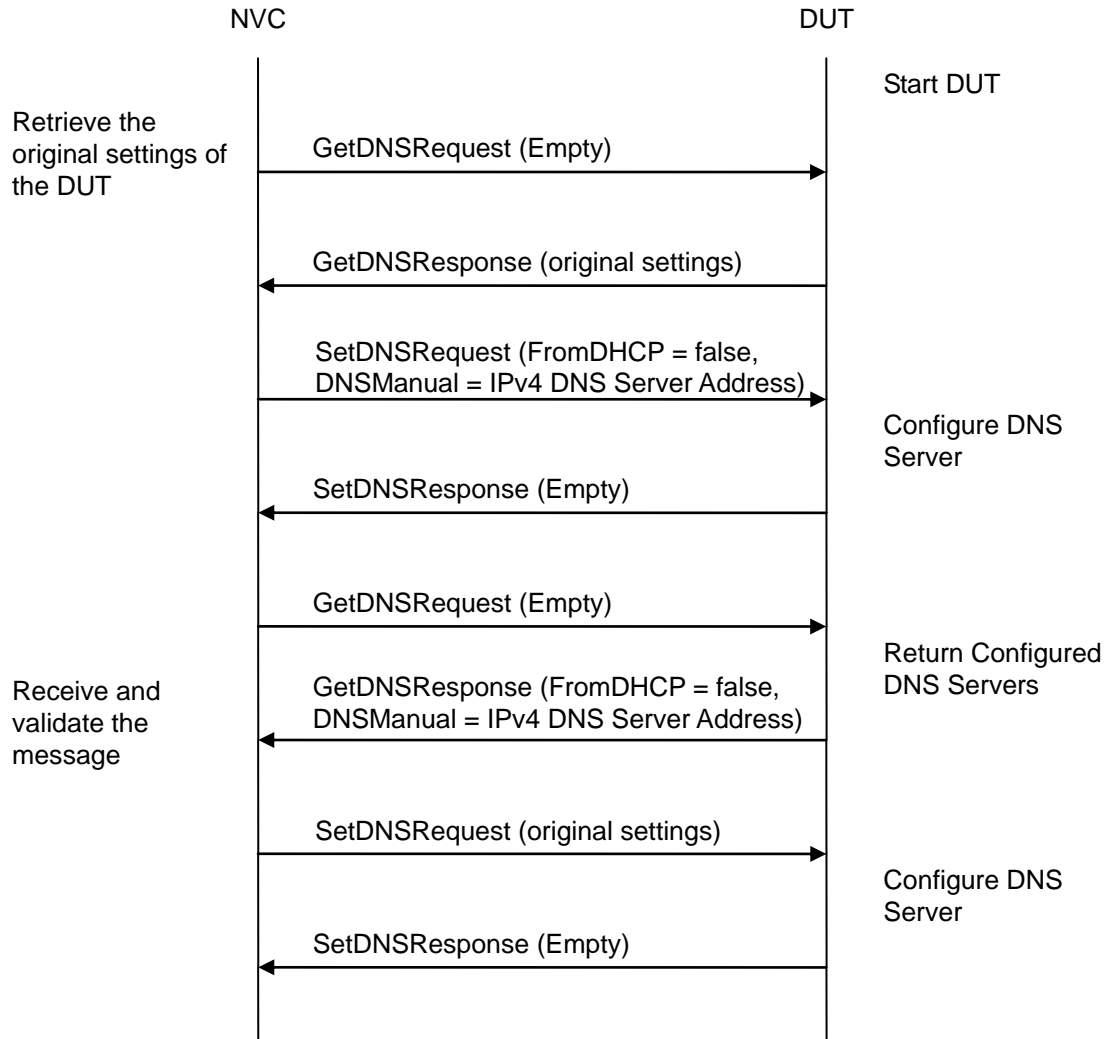 NVC
DUT
Start DUT
Retrieve the
original settings of
the DUT
GetDNSRequest (Empty)
GetDNSResponse (original settings)
SetDNSRequest (FromDHCP = false,
DNSManual = IPv4 DNS Server Address)
Configure DNS
Server
SetDNSResponse (Empty)
GetDNSRequest (Empty)
Return Configured
DNS Servers
Receive and
validate the
message
GetDNSResponse (FromDHCP = false,
DNSManual = IPv4 DNS Server Address)
SetDNSRequest (original settings)
Configure DNS
Server
SetDNSResponse (Empty)